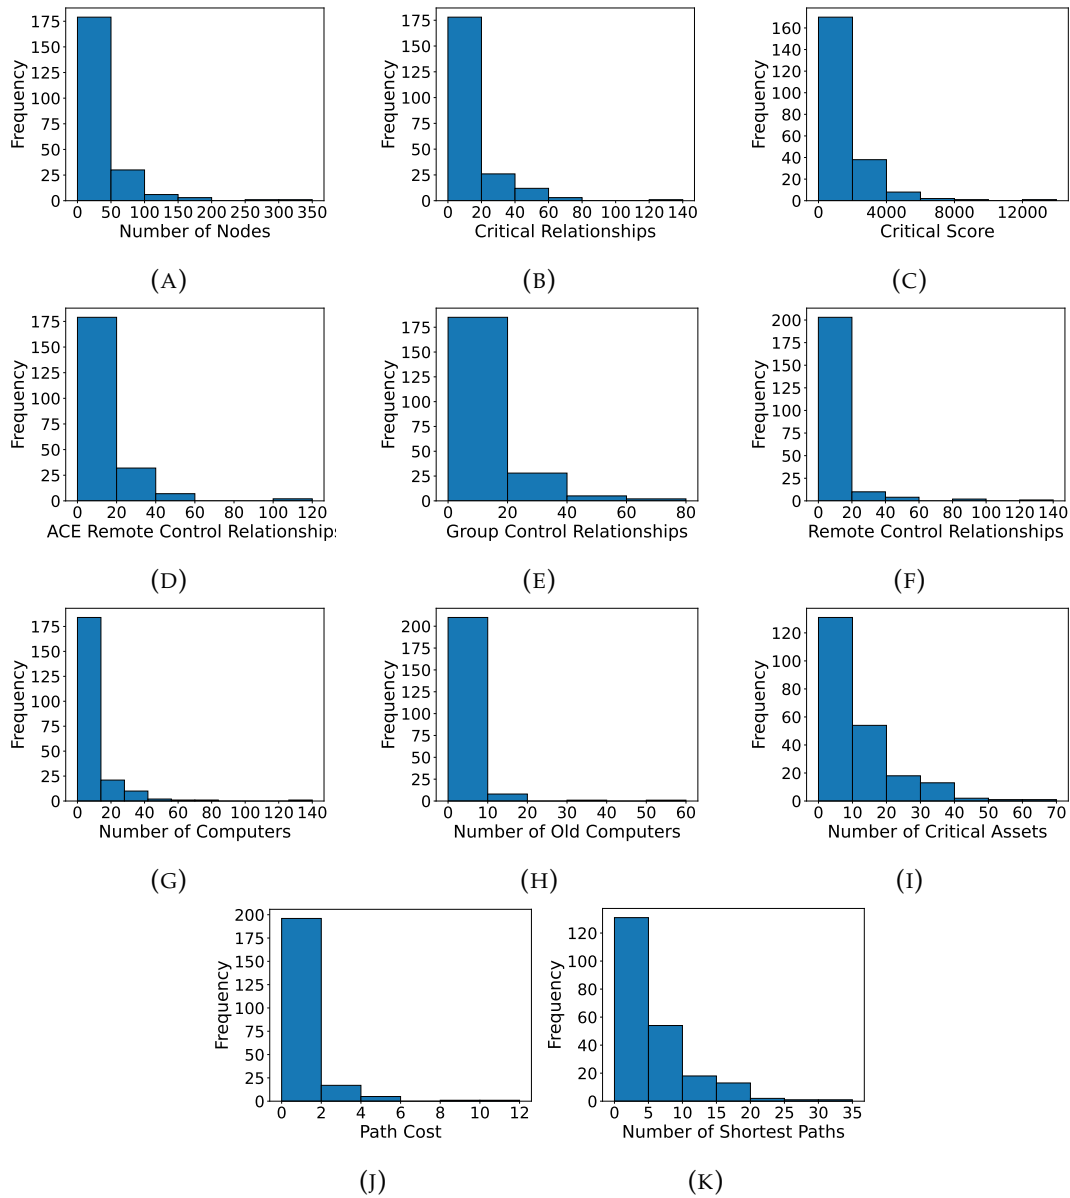 175
150
125
100
75
50
25
0
Frequency
0 50 100 150 200 250 300 350
Number of Nodes
(A)
175
150
125
100
75
50
25
0
Frequency
0 20 40 60 80 100 120 140
Critical Relationships
(B)
160
140
120
100
80
60
40
20
0
Frequency
0 4000 8000 12000
Critical Score
(C)
175
150
125
100
75
50
25
0
Frequency
0 20 40 60 80 100 120
ACE Remote Control Relationships
(D)
175
150
125
100
75
50
25
0
Frequency
0 20 40 60 80
Group Control Relationships
(E)
200
175
150
125
100
75
50
25
0
Frequency
0 20 40 60 80 100 120 140
Remote Control Relationships
(F)
175
150
125
100
75
50
25
0
Frequency
0 20 40 60 80 100 120 140
Number of Computers
(G)
200
175
150
125
100
75
50
25
0
Frequency
0 10 20 30 40 50 60
Number of Old Computers
(H)
120
100
80
60
40
20
0
Frequency
0 10 20 30 40 50 60 70
Number of Critical Assets
(I)
200
175
150
125
100
75
50
25
0
Frequency
0 2 4 6 8 10 12
Path Cost
(J)
120
100
80
60
40
20
0
Frequency
0 5 10 15 20 25 30 35
Number of Shortest Paths
(K)